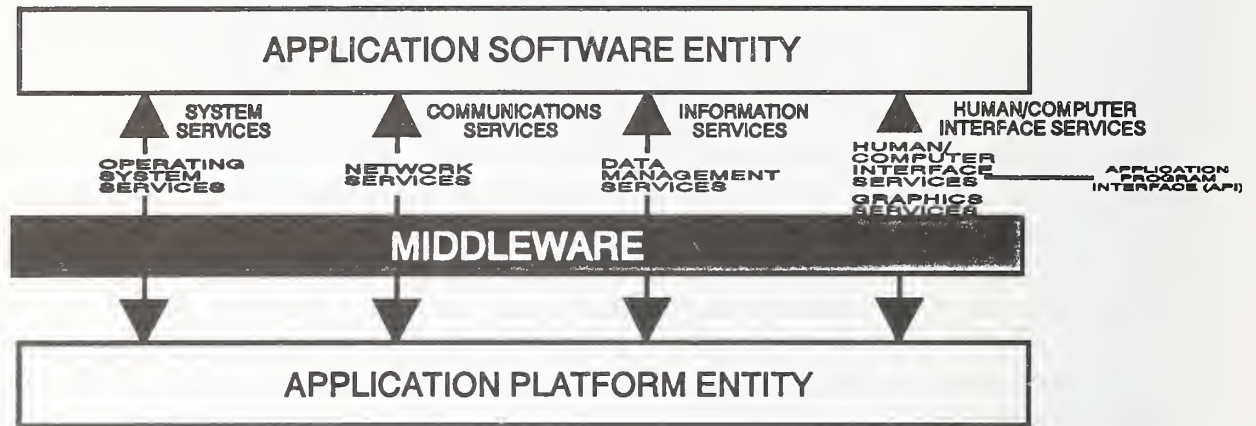 APPLICATION SOFTWARE ENTITY
SYSTEM
SERVICES
COMMUNICATIONS
SERVICES
INFORMATION
SERVICES
HUMAN/COMPUTER
INTERFACE SERVICES
OPERATING
SYSTEM
SERVICES
NETWORK
SERVICES
DATA
MANAGEMENT
SERVICES
HUMAN/
COMPUTER
INTERFACE
SERVICES
GRAPHICS
SERVICES
APPLICATION
PROGRAM
INTERFACE (API)
MIDDLEWARE
APPLICATION PLATFORM ENTITY